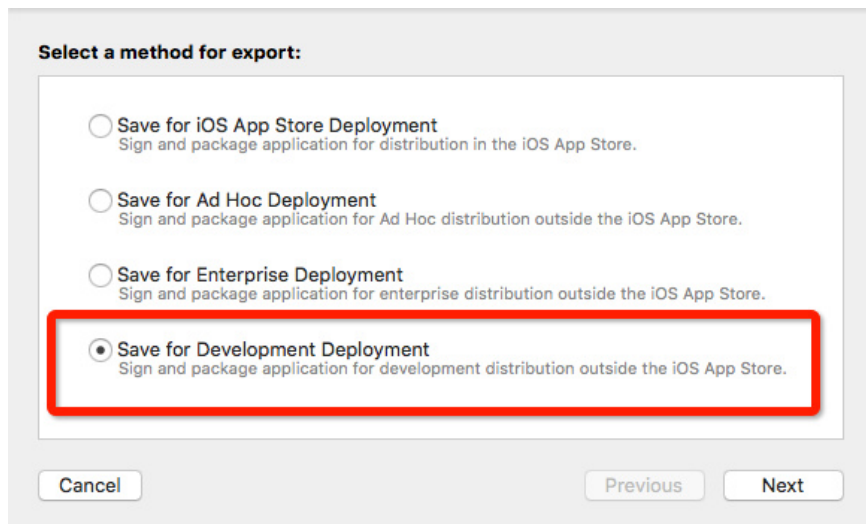 Select a method for export:
Save for iOS App Store Deployment
Sign and package application for distribution in the iOS App Store.
Save for Ad Hoc Deployment
Sign and package application for Ad Hoc distribution outside the iOS App Store.
Save for Enterprise Deployment
Sign and package application for enterprise distribution outside the iOS App Store.
Save for Development Deployment
Sign and package application for development distribution outside the iOS App Store.
Cancel Previous Next